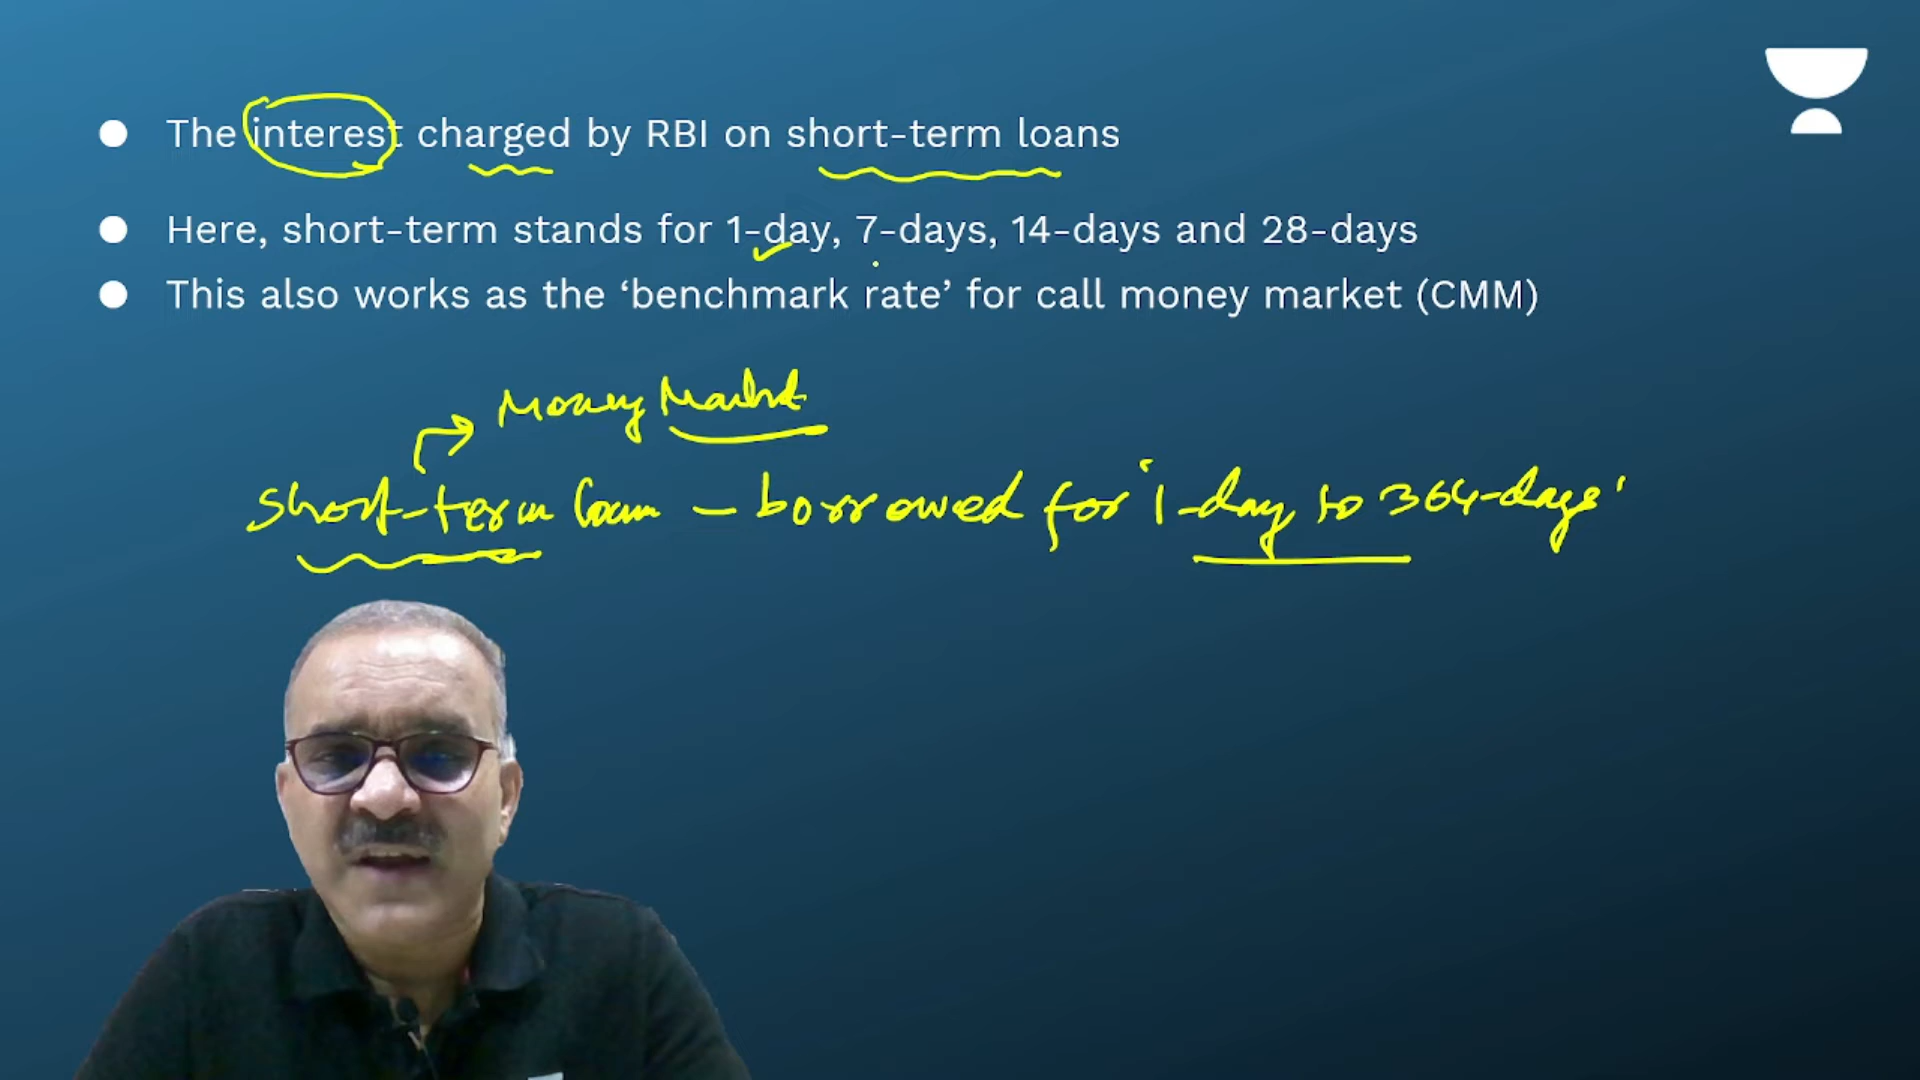 The interest charged by RBI on short-term loans
Here, short-term stands for 1-day, 7-days, 14-days and 28-days
This also works as the ‘benchmark rate’ for call money market (CMM)
Money Market
Short-term loan – borrowed for '1-day to 364-days'